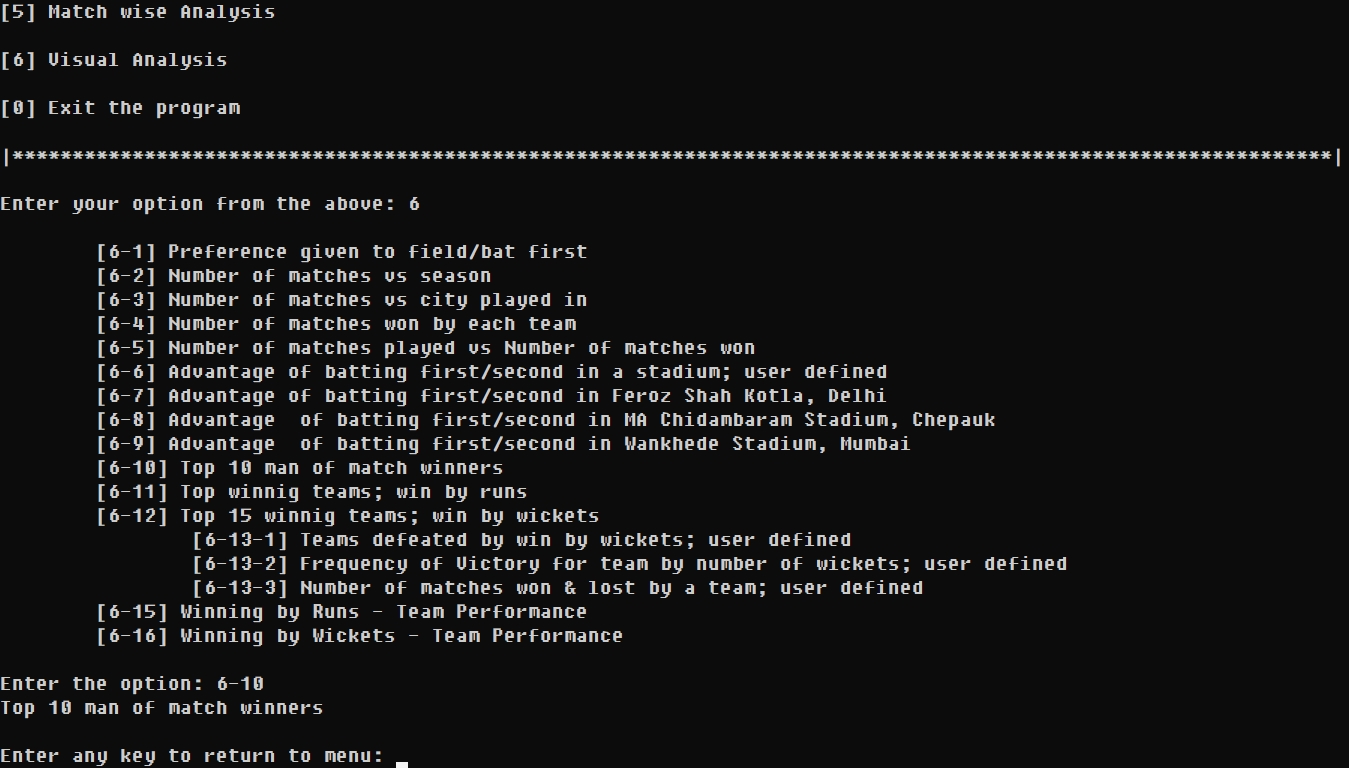 [5] Match wise Analysis
[6] Visual Analysis
[0] Exit the program
|**************************************************************************************************************|
Enter your option from the above: 6
[6-1] Preference given to field/bat first
[6-2] Number of matches vs season
[6-3] Number of matches vs city played in
[6-4] Number of matches won by each team
[6-5] Number of matches played vs Number of matches won
[6-6] Advantage of batting first/second in a stadium; user defined
[6-7] Advantage of batting first/second in Feroz Shah Kotla, Delhi
[6-8] Advantage  of batting first/second in MA Chidambaram Stadium, Chepauk
[6-9] Advantage  of batting first/second in Wankhede Stadium, Mumbai
[6-10] Top 10 man of match winners
[6-11] Top winnig teams; win by runs
[6-12] Top 15 winnig teams; win by wickets
[6-13-1] Teams defeated by win by wickets; user defined
[6-13-2] Frequency of Victory for team by number of wickets; user defined
[6-13-3] Number of matches won & lost by a team; user defined
[6-15] Winning by Runs - Team Performance
[6-16] Winning by Wickets - Team Performance
Enter the option: 6-10
Top 10 man of match winners
Enter any key to return to menu: